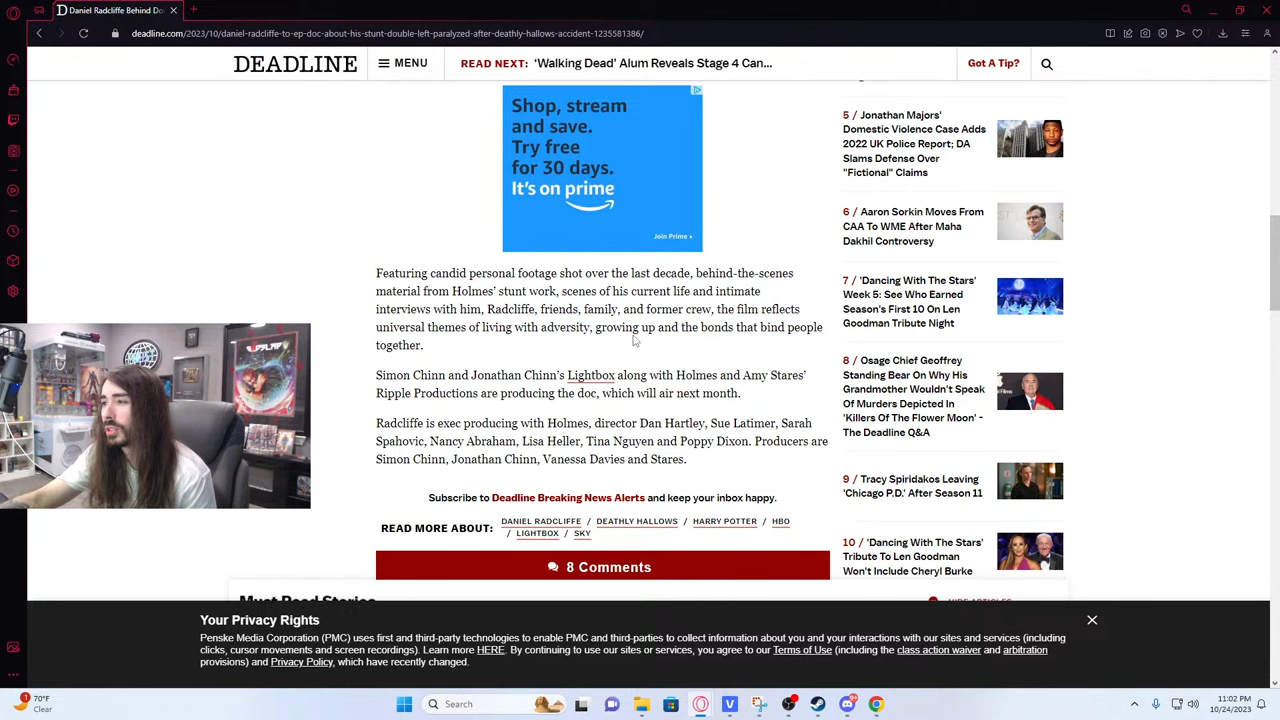 Daniel Radcliffe Behind Do
deadline.com/2023/10/daniel-radcliffe-to-ep-doc-about-his-stunt-double-left-paralyzed-after-deathly-hallows-accident-1235581386/
DEADLINE
MENU
READ NEXT: ‘Walking Dead’ Alum Reveals Stage 4 Can...
Got A Tip?
Shop, stream
and save.
Try free
for 30 days.
It's on prime
Join Prime
Featuring candid personal footage shot over the last decade, behind-the-scenes
material from Holmes’ stunt work, scenes of his current life and intimate
interviews with him, Radcliffe, friends, family, and former crew, the film reflects
universal themes of living with adversity, growing up and the bonds that bind people
together.
Simon Chinn and Jonathan Chinn’s Lightbox along with Holmes and Amy Stares’
Ripple Productions are producing the doc, which will air next month.
Radcliffe is exec producing with Holmes, director Dan Hartley, Sue Latimer, Sarah
Spahovic, Nancy Abraham, Lisa Heller, Tina Nguyen and Poppy Dixon. Producers are
Simon Chinn, Jonathan Chinn, Vanessa Davies and Stares.
Subscribe to Deadline Breaking News Alerts and keep your inbox happy.
READ MORE ABOUT:
DANIEL RADCLIFFE / DEATHLY HALLOWS / HARRY POTTER / HBO
/ LIGHTBOX / SKY
8 Comments
5 / Jonathan Majors'
Domestic Violence Case Adds
2022 UK Police Report; DA
Slams Defense Over
"Fictional" Claims
6 / Aaron Sorkin Moves From
CAA To WME After Maha
Dakhil Controversy
7 / 'Dancing With The Stars'
Week 5: See Who Earned
Season's First 10 On Len
Goodman Tribute Night
8 / Osage Chief Geoffrey
Standing Bear On Why His
Grandmother Wouldn't Speak
Of Murders Depicted In
'Killers Of The Flower Moon' -
The Deadline Q&A
9 / Tracy Spiridakos Leaving
'Chicago P.D.' After Season 11
10 / 'Dancing With The Stars'
Tribute To Len Goodman
Won't Include Cheryl Burke
Must Read Stories
HIDE ARTICLES
Your Privacy Rights
Penske Media Corporation (PMC) uses first and third-party technologies to enable PMC and third-parties to collect information about you and your interactions with our sites and services (including
clicks, cursor movements and screen recordings). Learn more HERE. By continuing to use our sites or services, you agree to our Terms of Use (including the class action waiver and arbitration
provisions) and Privacy Policy, which have recently changed.
1
70°F
Clear
Search
11:02 PM
10/24/2023